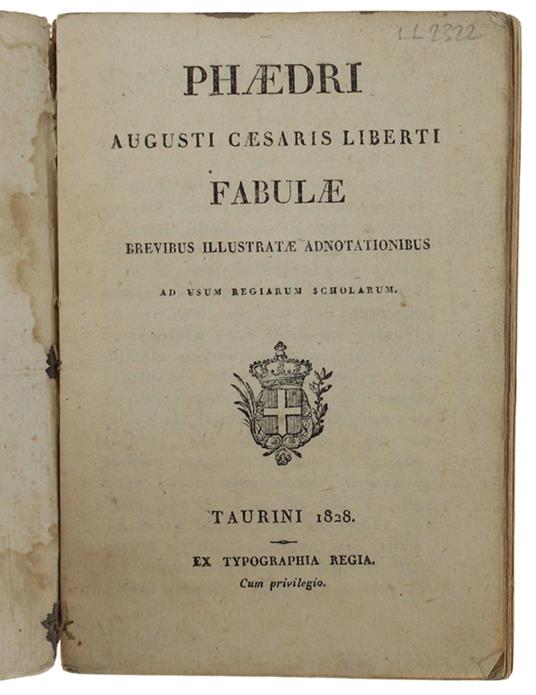 LL2322
PHÆDRI
AUGUSTI CÆSARIS LIBERTI
FABULÆ
BREVIBUS ILLUSTRATÆ ADNOTATIONIBUS
AD USUM REGIARUM SCHOLARUM.
TAURINI 1828.
EX TYPOGRAPHIA REGIA.
Cum privilegio.